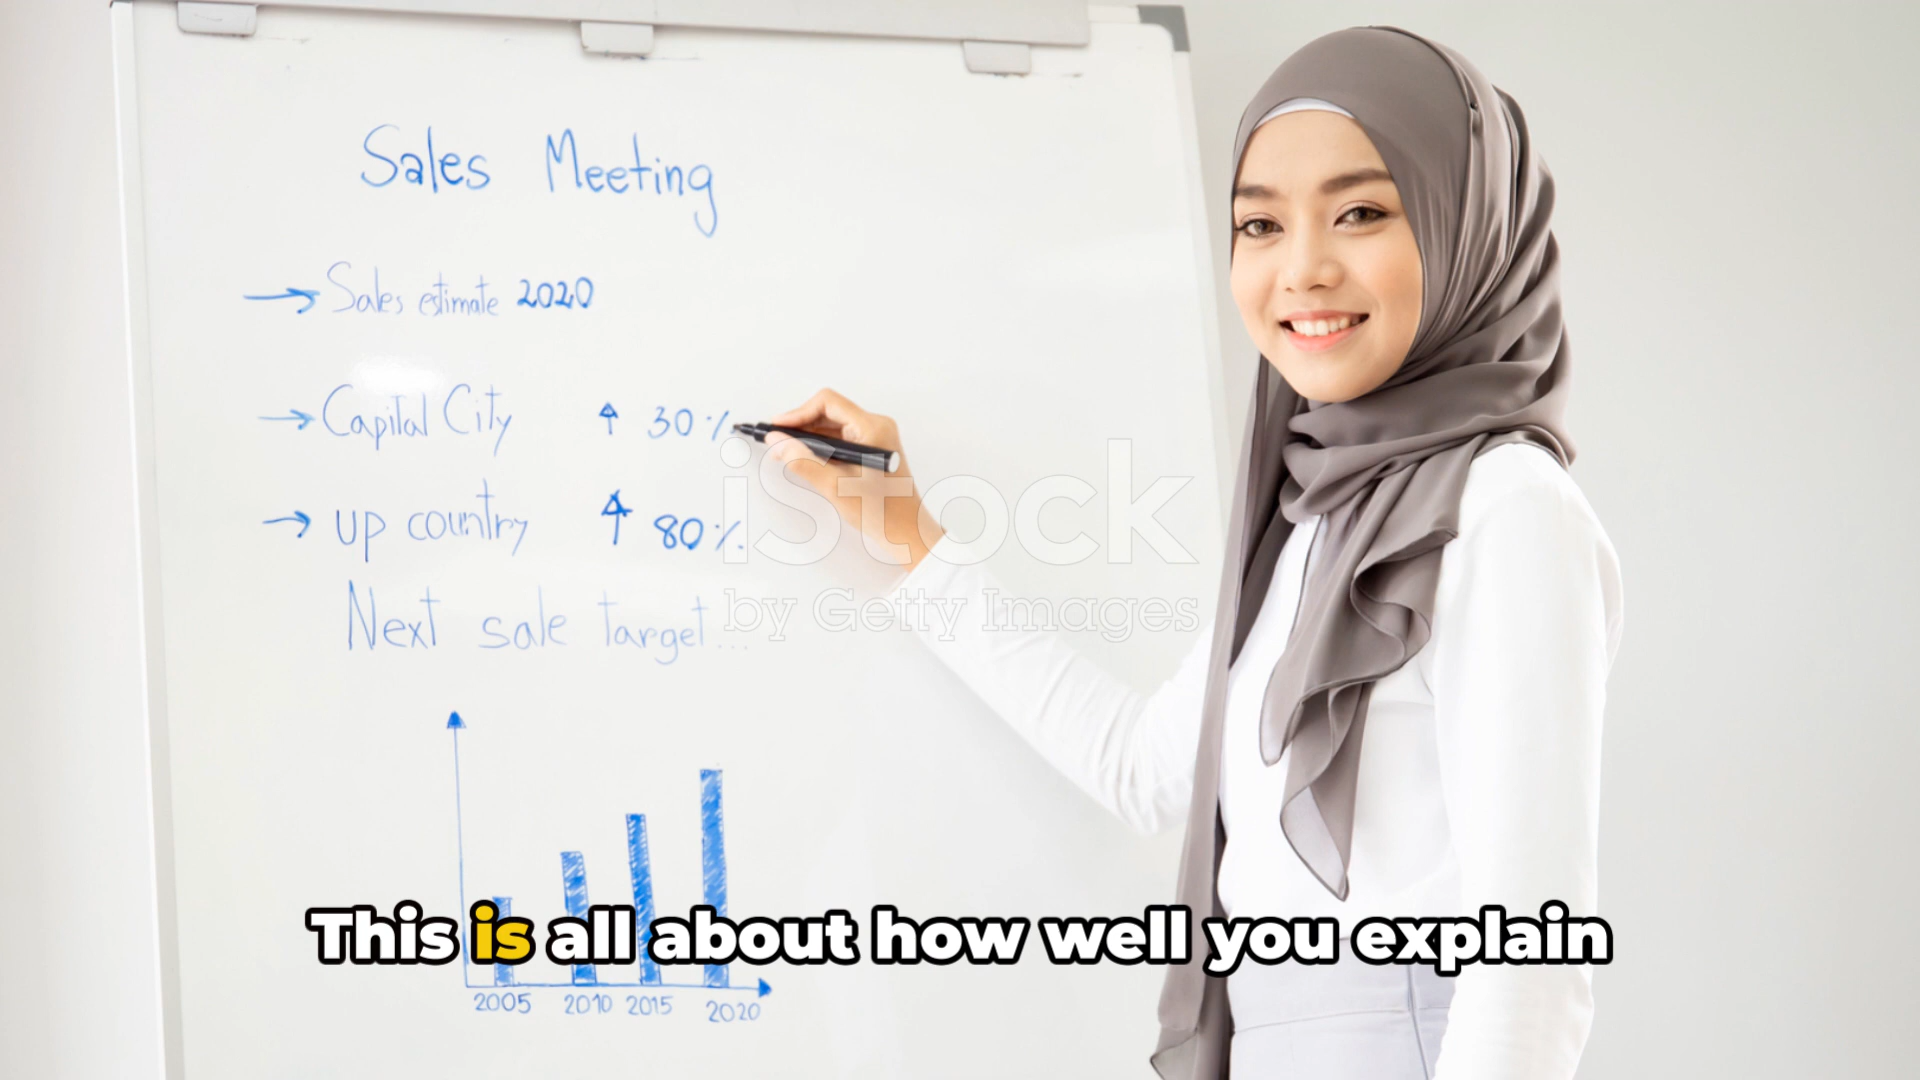 Sales Meeting
→ Sales estimate 2020
→ Capital City ↑ 30%
→ up country ↑ 80%
Next sale target...
iStock
by Getty Images
This is all about how well you explain
2005 2010 2015 2020